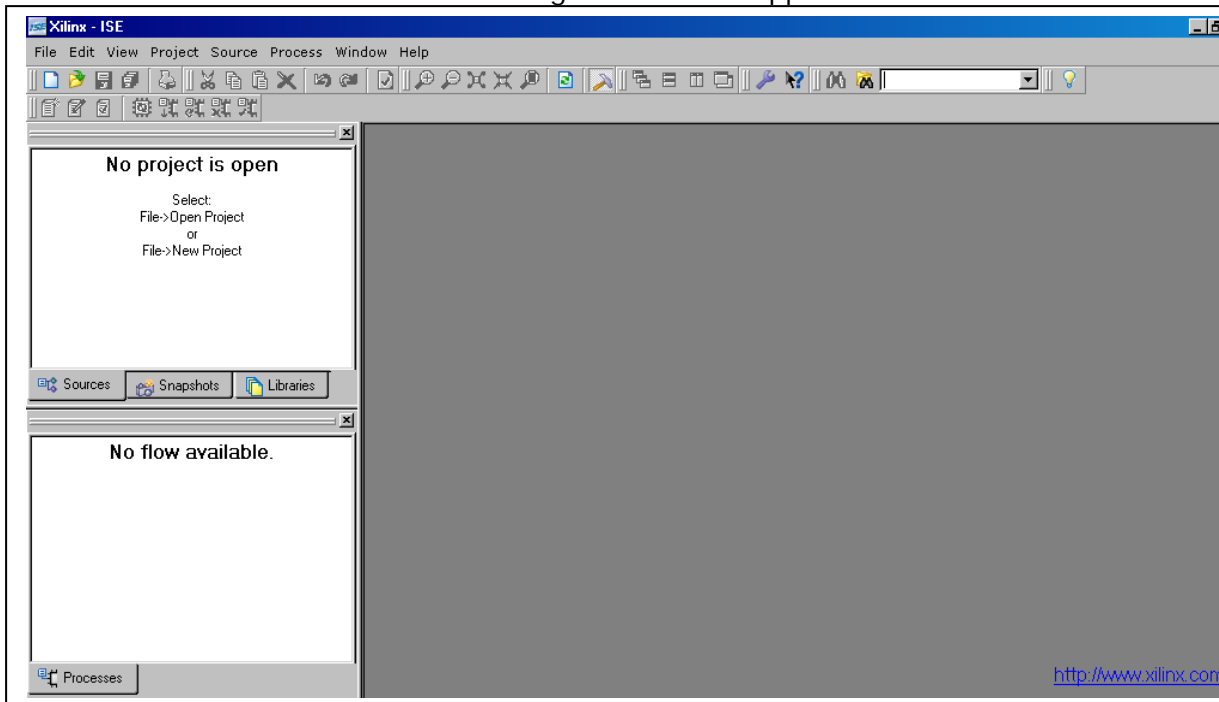 Xilinx - ISE
File Edit View Project Source Process Window Help
No project is open
Select:
File->Open Project
or
File->New Project
Sources Snapshots Libraries
No flow available.
Processes
http://www.xilinx.com